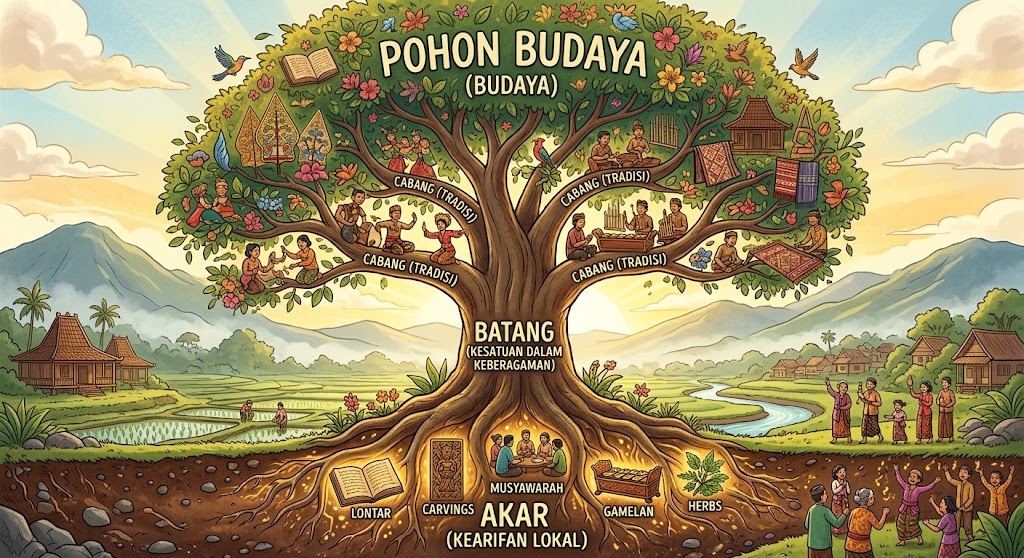 POHON BUDAYA
(BUDAYA)
CABANG (TRADISI)
CABANG (TRADISI)
CABANG (TRADISI)
CABANG (TRADISI)
BATANG
(KESATUAN DALAM
KEBERAGAMAN)
LONTAR
CARVINGS
MUSYAWARAH
GAMELAN
HERBS
AKAR
(KEARIFAN LOKAL)